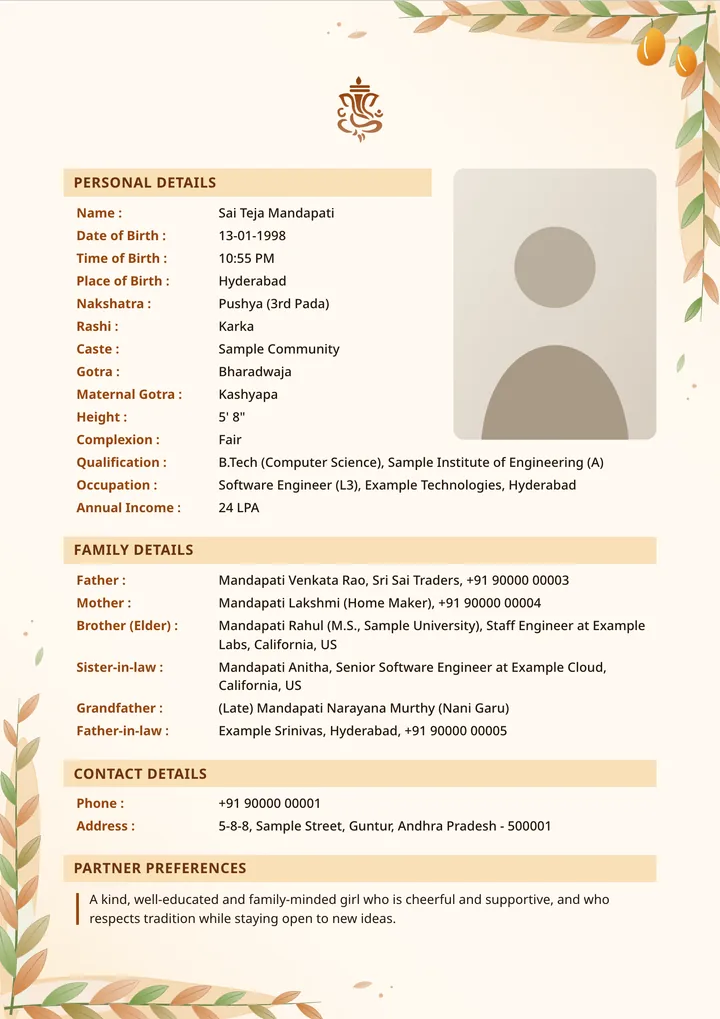 PERSONAL DETAILS
Name : Sai Teja Mandapati
Date of Birth : 13-01-1998
Time of Birth : 10:55 PM
Place of Birth : Hyderabad
Nakshatra : Pushya (3rd Pada)
Rashi : Karka
Caste : Sample Community
Gotra : Bharadwaja
Maternal Gotra : Kashyapa
Height : 5' 8"
Complexion : Fair
Qualification : B.Tech (Computer Science), Sample Institute of Engineering (A)
Occupation : Software Engineer (L3), Example Technologies, Hyderabad
Annual Income : 24 LPA
FAMILY DETAILS
Father : Mandapati Venkata Rao, Sri Sai Traders, +91 90000 00003
Mother : Mandapati Lakshmi (Home Maker), +91 90000 00004
Brother (Elder) : Mandapati Rahul (M.S., Sample University), Staff Engineer at Example
Labs, California, US
Sister-in-law : Mandapati Anitha, Senior Software Engineer at Example Cloud,
California, US
Grandfather : (Late) Mandapati Narayana Murthy (Nani Garu)
Father-in-law : Example Srinivas, Hyderabad, +91 90000 00005
CONTACT DETAILS
Phone : +91 90000 00001
Address : 5-8-8, Sample Street, Guntur, Andhra Pradesh - 500001
PARTNER PREFERENCES
A kind, well-educated and family-minded girl who is cheerful and supportive, and who
respects tradition while staying open to new ideas.